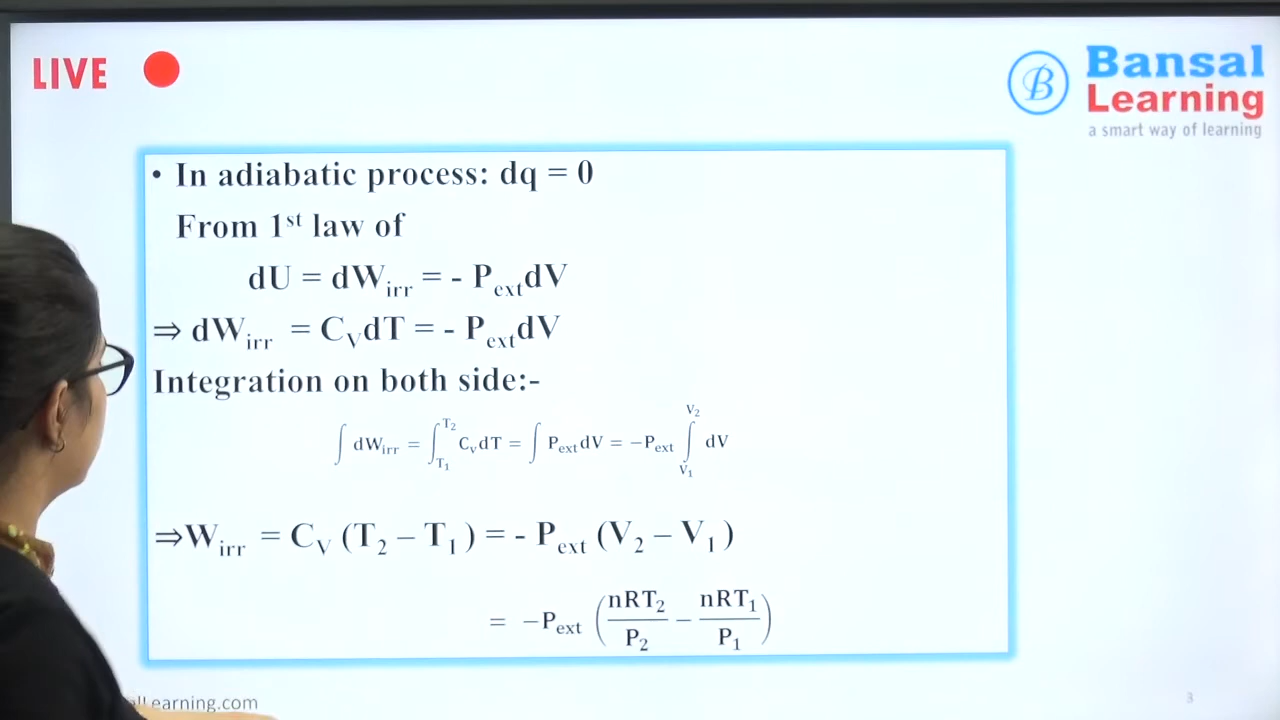 LIVE
Bansal
Learning
a smart way of learning
• In adiabatic process: dq = 0
From 1st law of
dU = dWirr = - PextdV
⇒ dWirr = CVdT = - PextdV
Integration on both side:-
∫ dWirr = ∫T1T2 CvdT = ∫ PextdV = −Pext ∫V1V2 dV
⇒Wirr = CV (T2 – T1) = - Pext (V2 – V1)
= −Pext (nRT2/P2 − nRT1/P1)
Learning.com
3